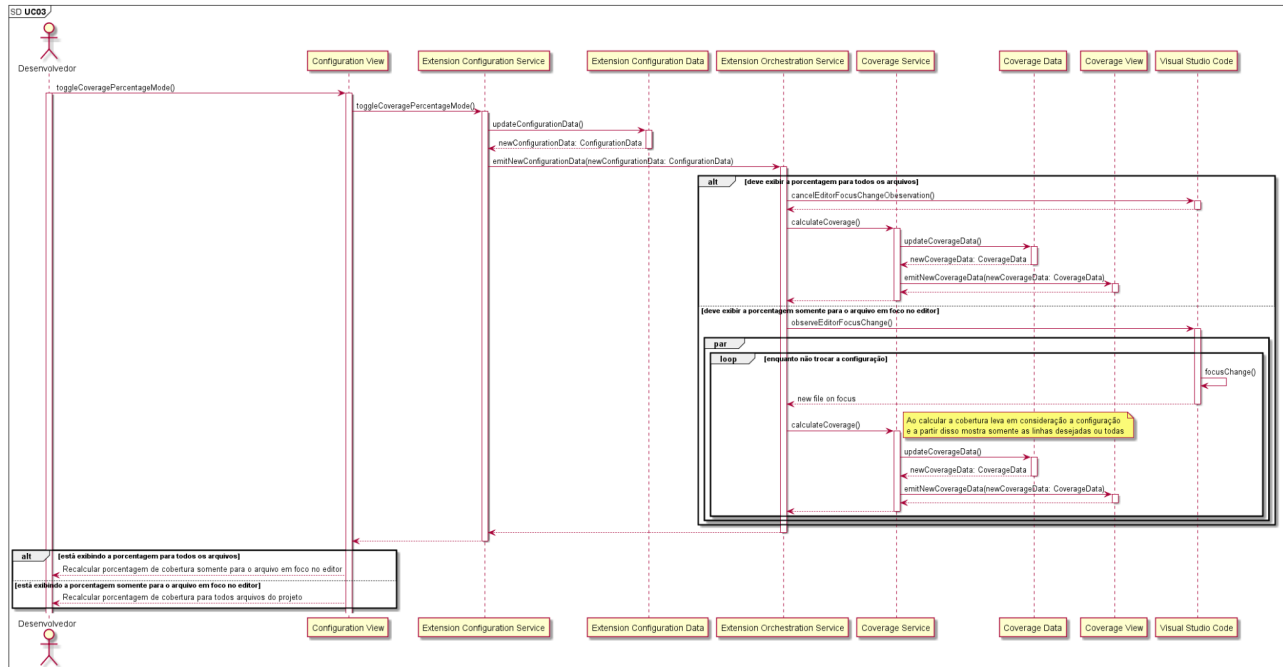 SD UC03
Desenvolvedor
Configuration View
Extension Configuration Service
Extension Configuration Data
Extension Orchestration Service
Coverage Service
Coverage Data
Coverage View
Visual Studio Code
toggleCoveragePercentageMode()
toggleCoveragePercentageMode()
updateConfigurationData()
newConfigurationData: ConfigurationData
emitNewConfigurationData(newConfigurationData: ConfigurationData)
alt [deve exibir a porcentagem para todos os arquivos]
cancelEditorFocusChangeObservation()
calculateCoverage()
updateCoverageData()
newCoverageData: CoverageData
emitNewCoverageData(newCoverageData: CoverageData)
[deve exibir a porcentagem somente para o arquivo em foco no editor]
observeEditorFocusChange()
par
loop [enquanto não trocar a configuração]
focusChange()
new file on focus
Ao calcular a cobertura leva em consideração a configuração
e a partir disso mostra somente as linhas desejadas ou todas
calculateCoverage()
updateCoverageData()
newCoverageData: CoverageData
emitNewCoverageData(newCoverageData: CoverageData)
alt [está exibindo a porcentagem para todos os arquivos]
Recalcular porcentagem de cobertura somente para o arquivo em foco no editor
[está exibindo a porcentagem somente para o arquivo em foco no editor]
Recalcular porcentagem de cobertura para todos arquivos do projeto
Desenvolvedor
Configuration View
Extension Configuration Service
Extension Configuration Data
Extension Orchestration Service
Coverage Service
Coverage Data
Coverage View
Visual Studio Code